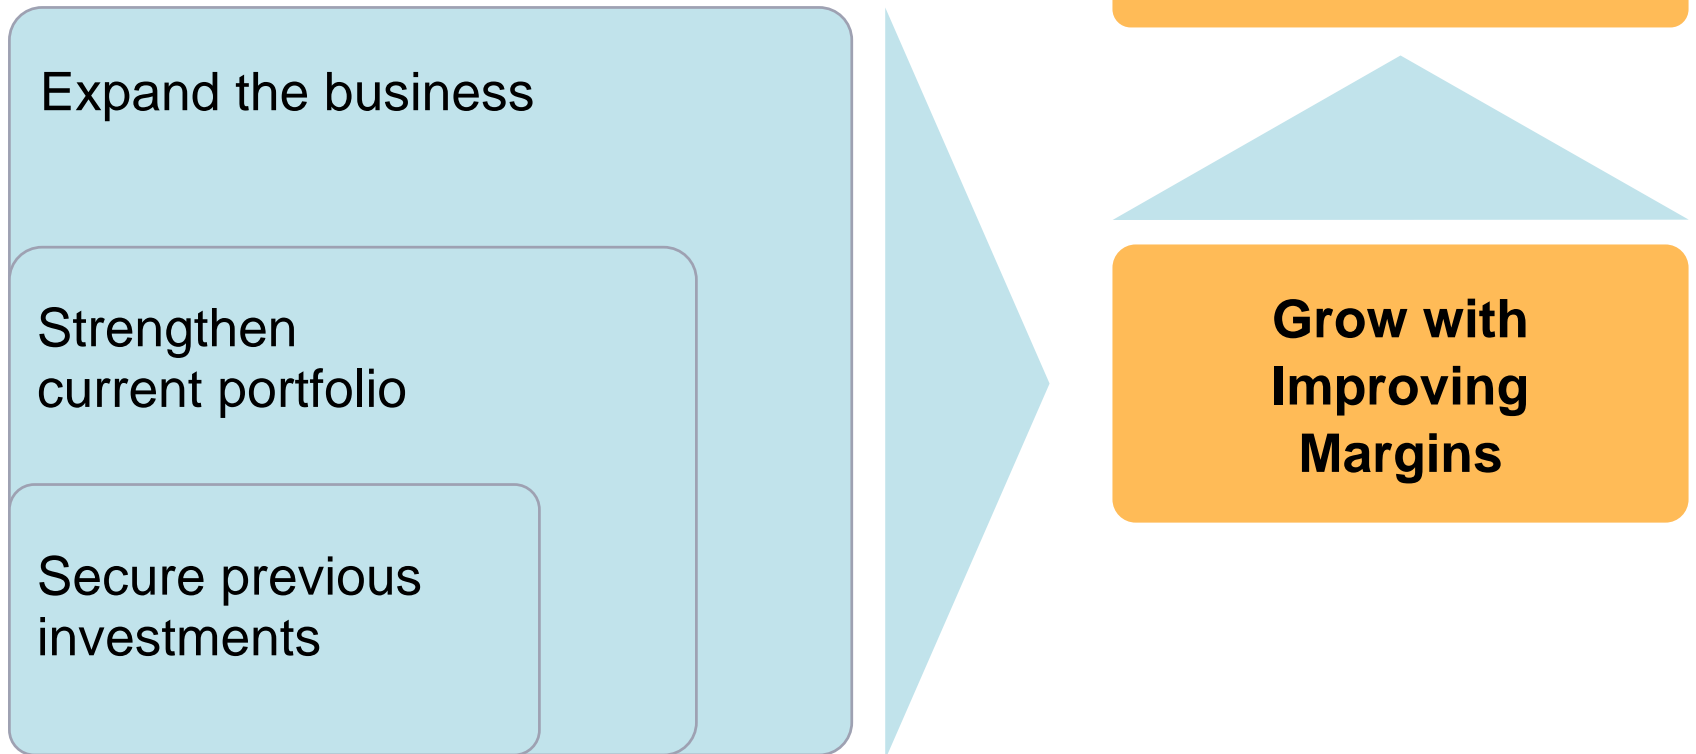 Expand the business
Strengthen
current portfolio
Secure previous
investments
Grow with
Improving
Margins